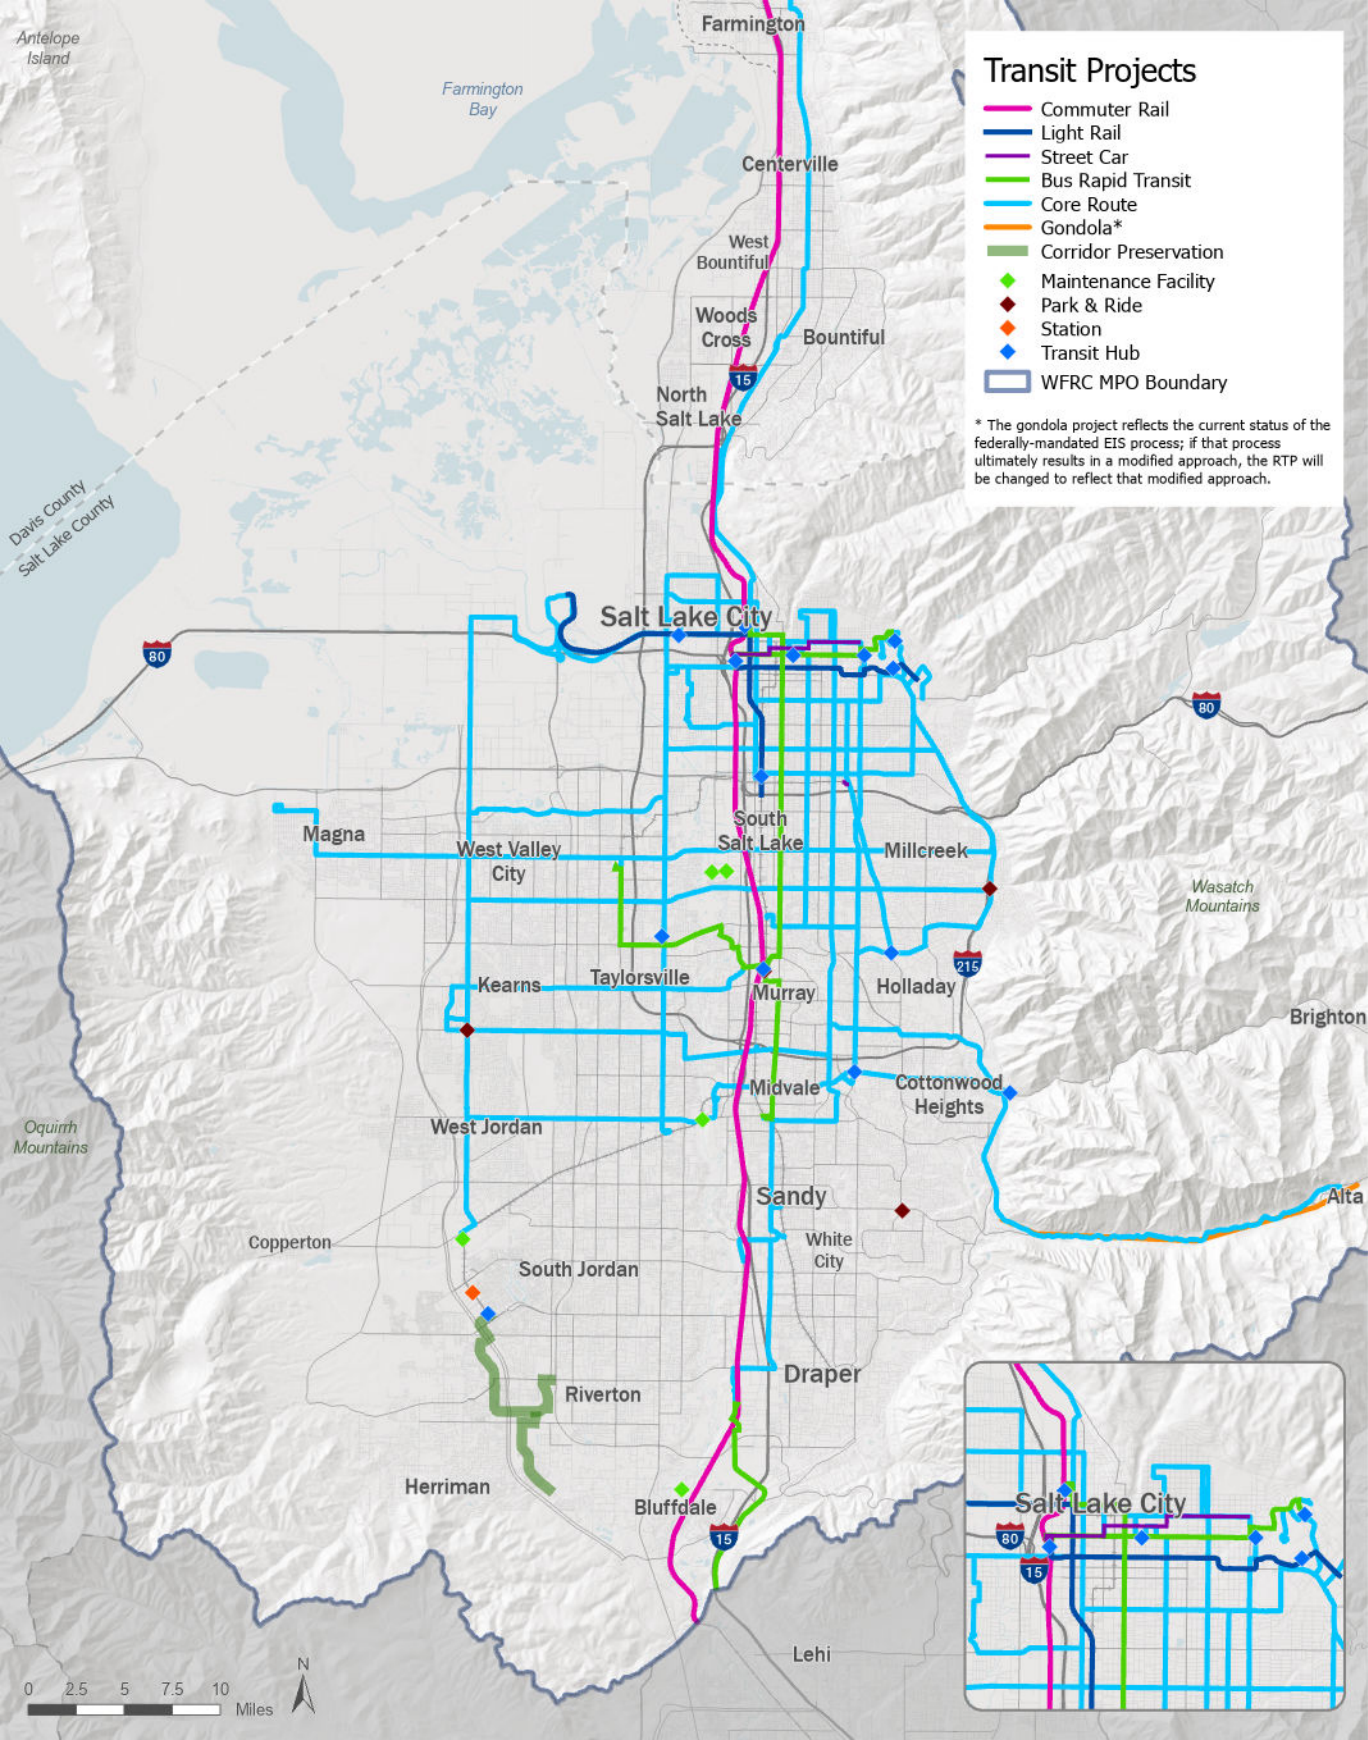 Antelope
Island
Farmington
Bay
Farmington
Centerville
West
Bountiful
Woods
Cross
Bountiful
15
North
Salt Lake
Transit Projects
Commuter Rail
Light Rail
Street Car
Bus Rapid Transit
Core Route
Gondola*
Corridor Preservation
Maintenance Facility
Park & Ride
Station
Transit Hub
WFRC MPO Boundary
* The gondola project reflects the current status of the
federally-mandated EIS process; if that process
ultimately results in a modified approach, the RTP will
be changed to reflect that modified approach.
Davis County
Salt Lake County
80
Salt Lake City
80
Magna
West Valley
City
South
Salt Lake
Millcreek
Wasatch
Mountains
Kearns
Taylorsville
Murray
Holladay
215
Brighton
Oquirrh
Mountains
West Jordan
Midvale
Cottonwood
Heights
Sandy
Alta
Copperton
South Jordan
White
City
Riverton
Draper
Herriman
Bluffdale
15
Lehi
Salt Lake City
80
15
N
0 2.5 5 7.5 10
Miles